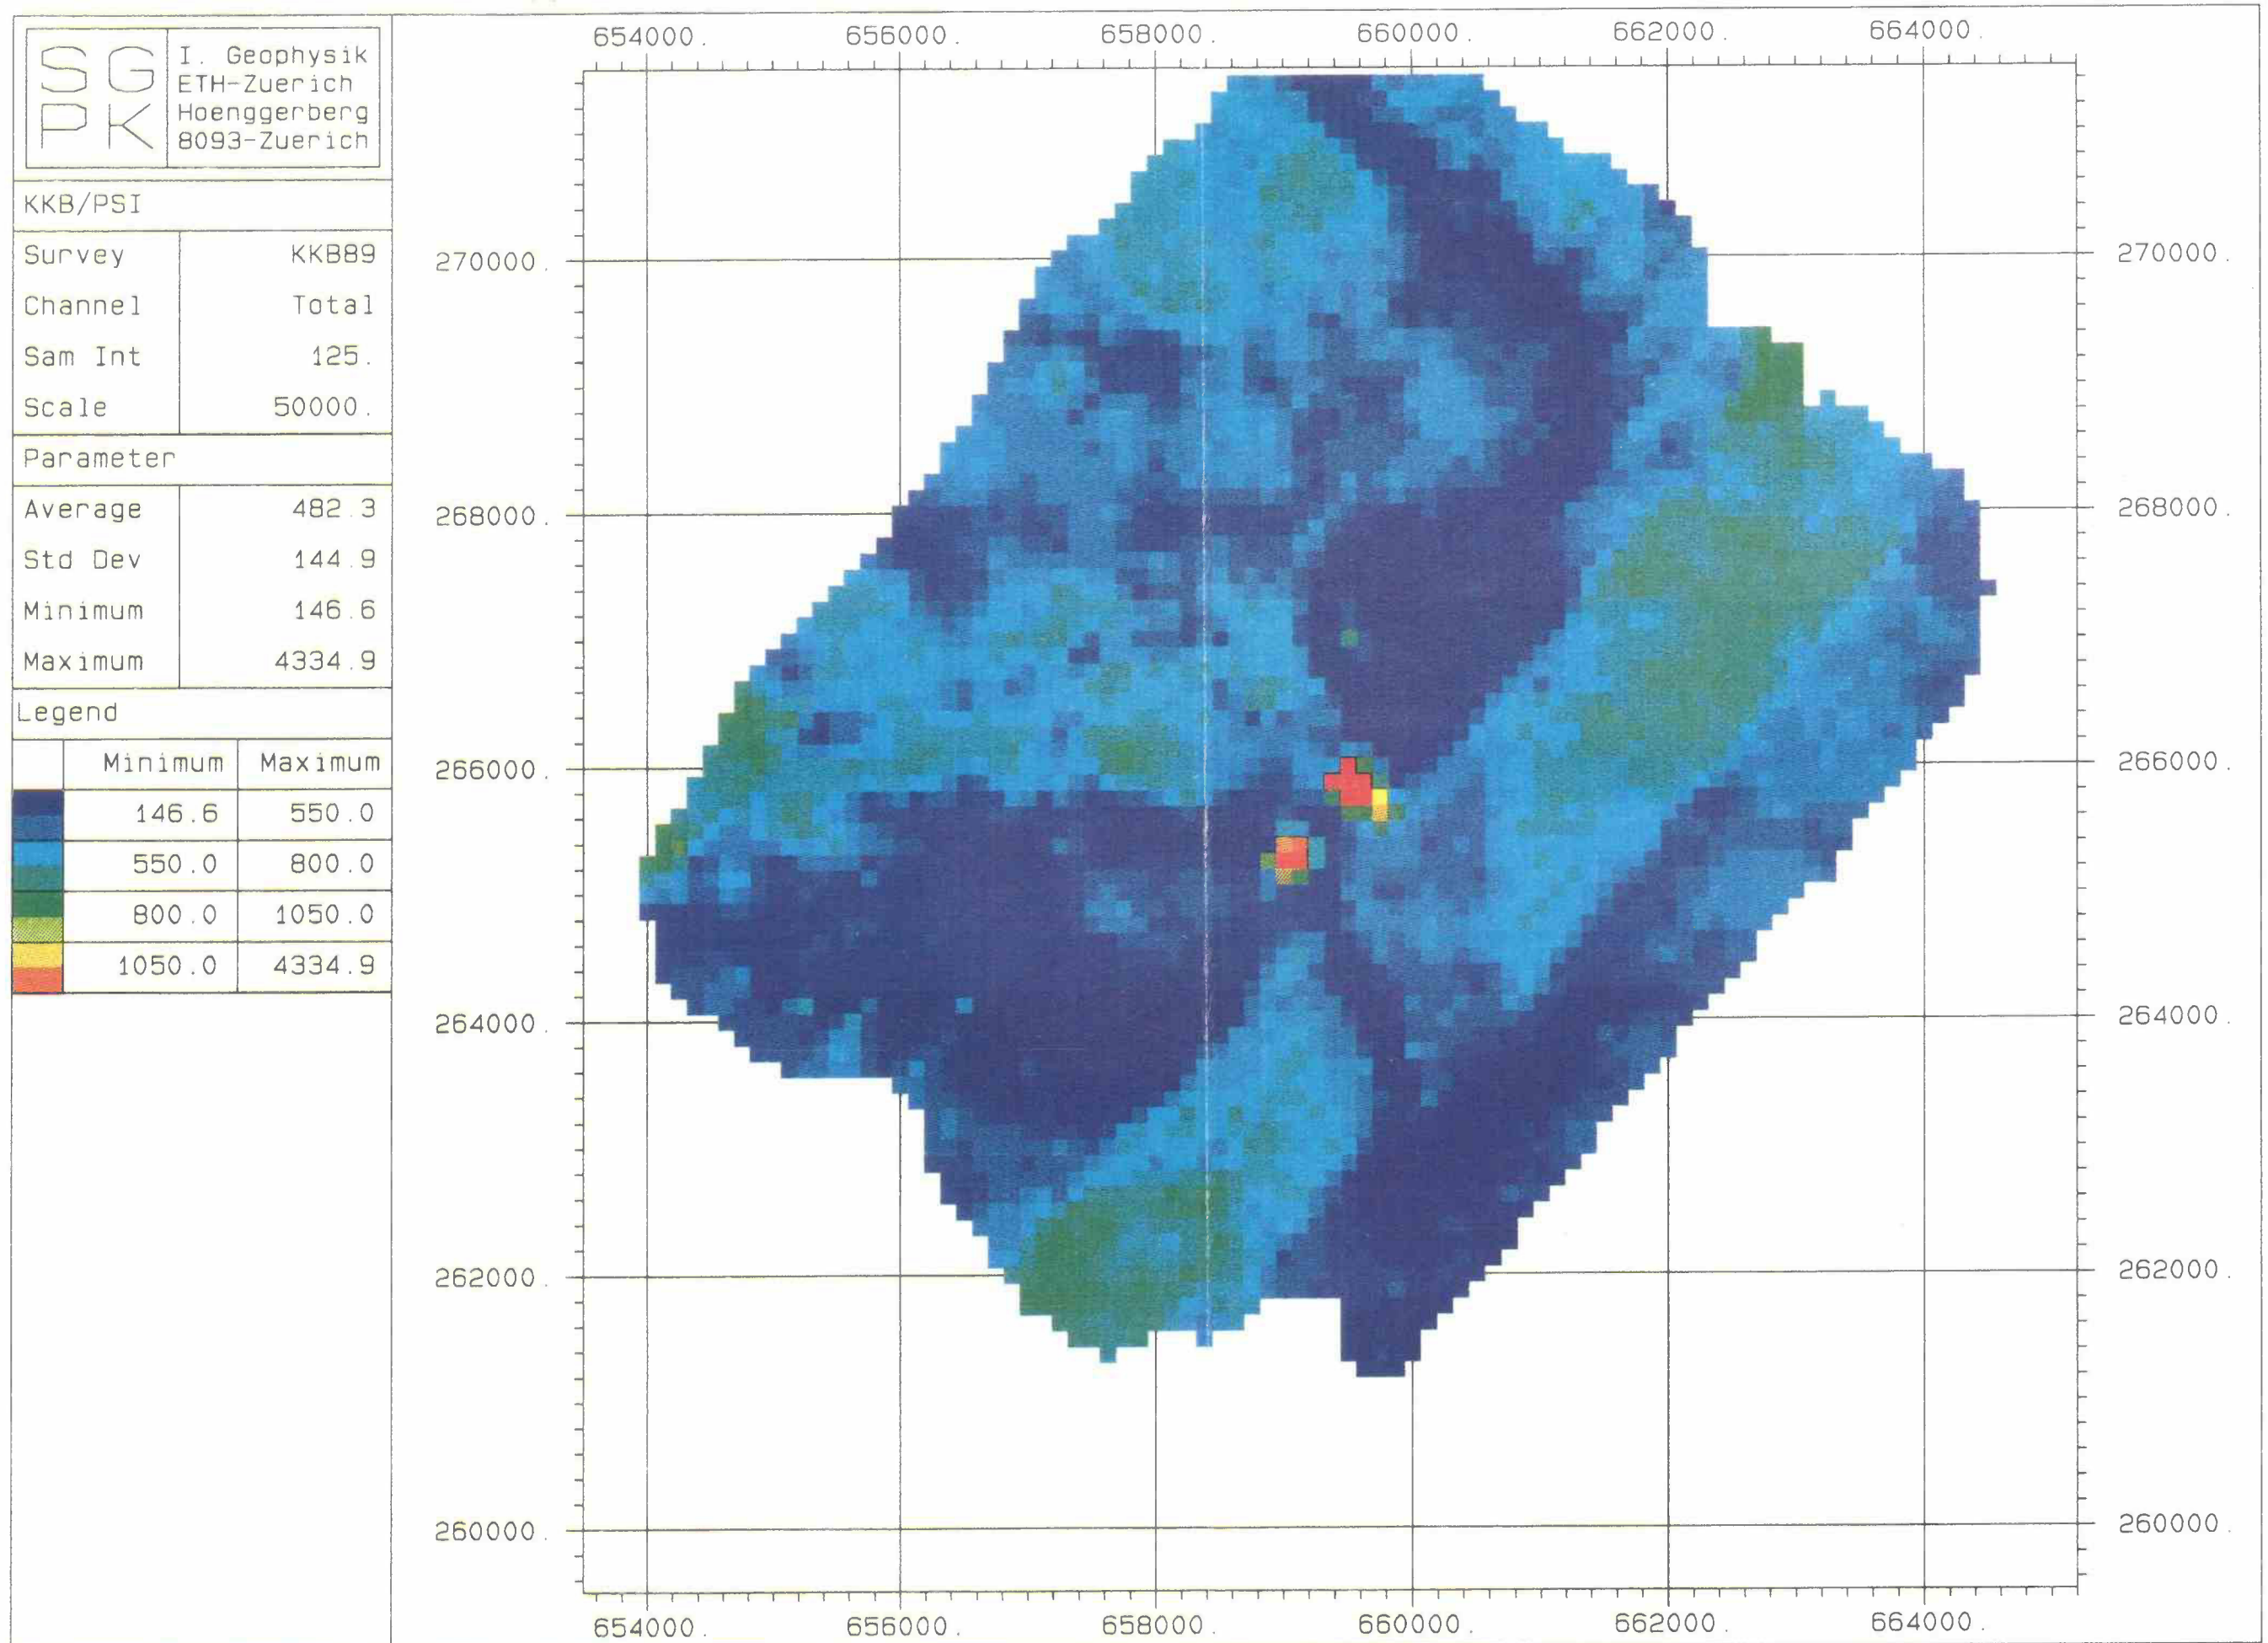 SG
PK
I. Geophysik
ETH-Zuerich
Hoenggerberg
8093-Zuerich
KKB/PSI
Survey KKB89
Channel Total
Sam Int 125.
Scale 50000.
Parameter
Average 482.3
Std Dev 144.9
Minimum 146.6
Maximum 4334.9
Legend
Minimum Maximum
146.6 550.0
550.0 800.0
800.0 1050.0
1050.0 4334.9
654000. 656000. 658000. 660000. 662000. 664000.
270000. 270000.
268000. 268000.
266000. 266000.
264000. 264000.
262000. 262000.
260000. 260000.
654000. 656000. 658000. 660000. 662000. 664000.